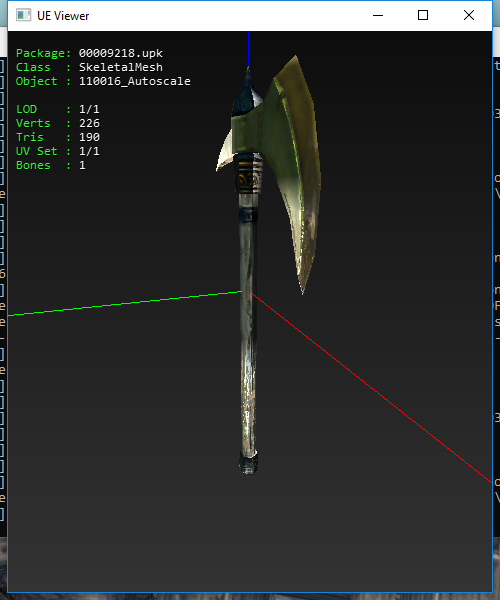 UE Viewer
Package: 00009218.upk
Class : SkeletalMesh
Object : 110016_Autoscale
LOD : 1/1
Verts : 226
Tris : 190
UV Set : 1/1
Bones : 1